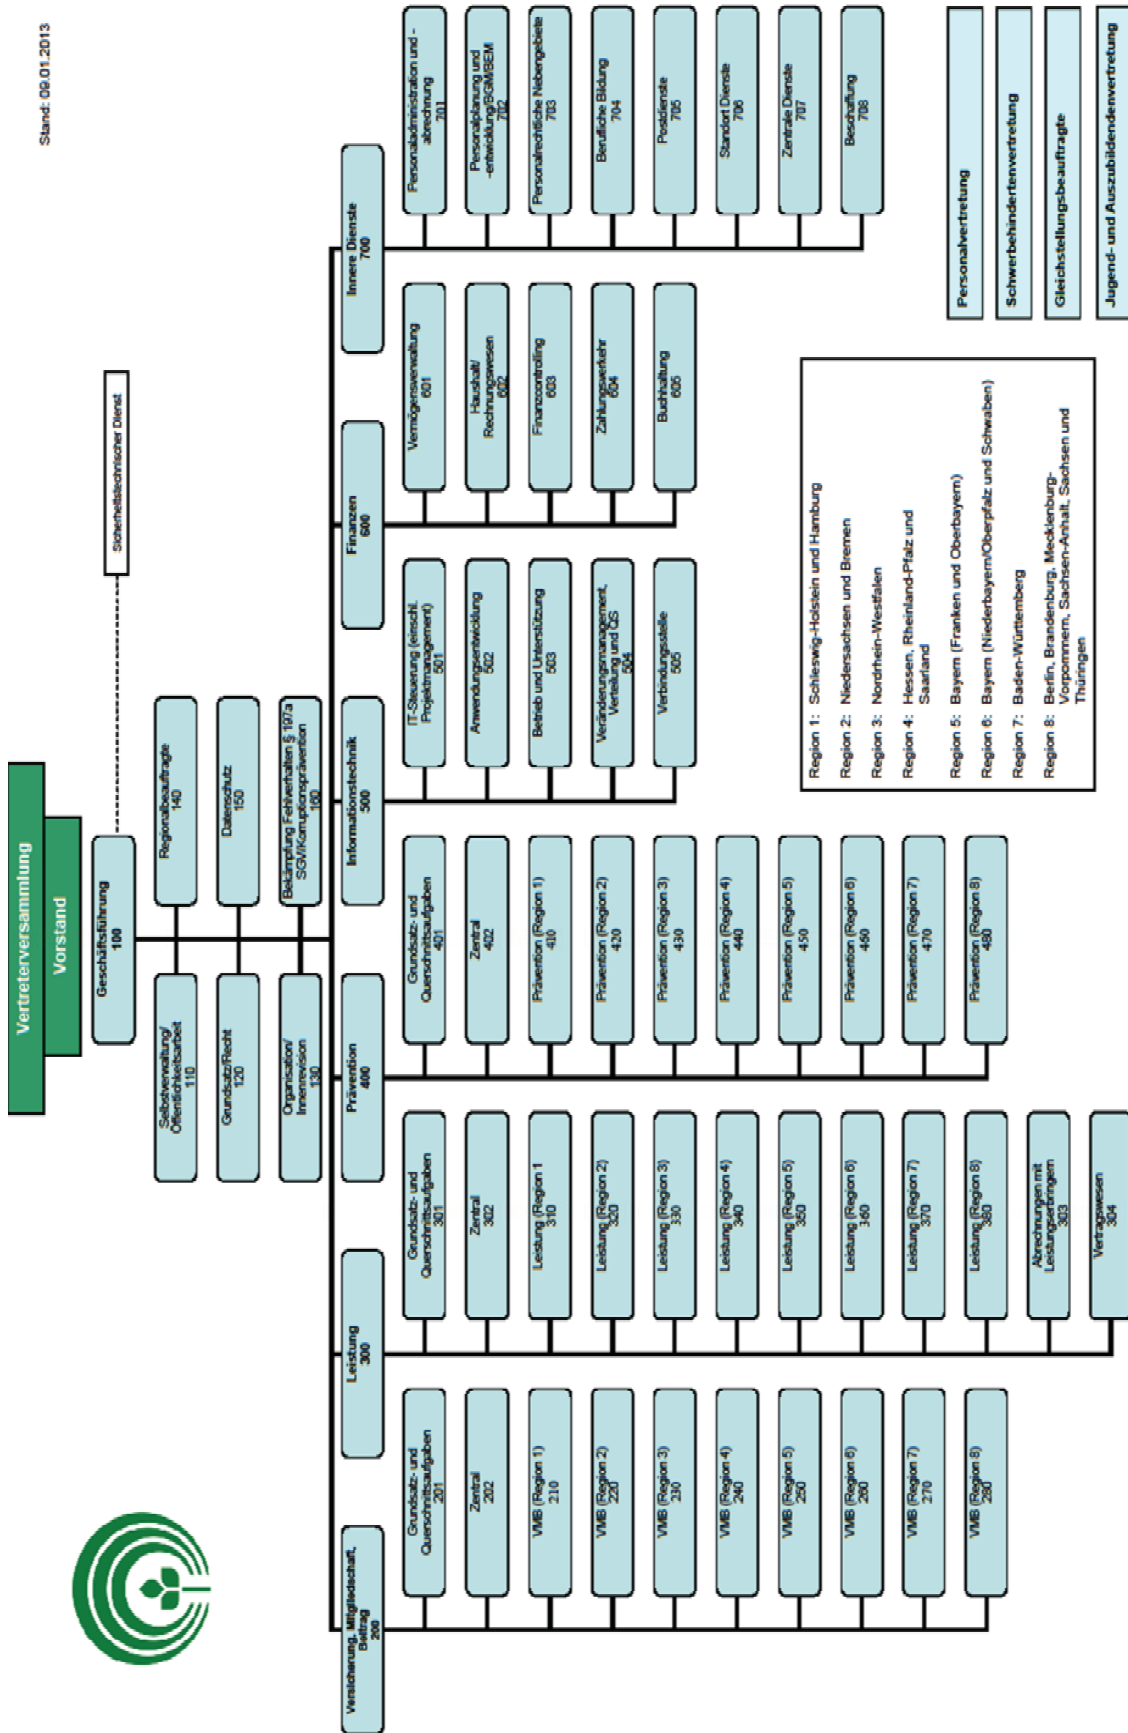 Stand: 09.01.2013
Vertreterversammlung
Vorstand
Geschäftsführung
100
Sicherheitstechnischer Dienst
Selbstverwaltung/
Öffentlichkeitsarbeit
110
Regionalbeauftragte
140
Grundsatz/Recht
120
Datenschutz
150
Organisation/
Innenrevision
130
Bekämpfung Fehlverhalten § 197a
SGV/Korruptionsprävention
160
Versicherung, Mitgliedschaft,
Beitrag
200
Grundsatz- und
Querschnittsaufgaben
201
Zentral
202
VMB (Region 1)
210
VMB (Region 2)
220
VMB (Region 3)
230
VMB (Region 4)
240
VMB (Region 5)
250
VMB (Region 6)
260
VMB (Region 7)
270
VMB (Region 8)
280
Leistung
300
Grundsatz- und
Querschnittsaufgaben
301
Zentral
302
Leistung (Region 1
310
Leistung (Region 2)
320
Leistung (Region 3)
330
Leistung (Region 4)
340
Leistung (Region 5)
350
Leistung (Region 6)
360
Leistung (Region 7)
370
Leistung (Region 8)
380
Abrechnungen mit
Leistungserbringern
303
Vertragswesen
304
Prävention
400
Grundsatz- und
Querschnittsaufgaben
401
Zentral
402
Prävention (Region 1)
410
Prävention (Region 2)
420
Prävention (Region 3)
430
Prävention (Region 4)
440
Prävention (Region 5)
450
Prävention (Region 6)
460
Prävention (Region 7)
470
Prävention (Region 8)
480
Informationstechnik
500
IT-Steuerung (einschl.
Projektmanagement)
501
Anwendungsentwicklung
502
Betrieb und Unterstützung
503
Veränderungsmanagement,
Verteilung und QS
504
Verbindungsstelle
505
Finanzen
600
Vermögensverwaltung
601
Haushalt/
Rechnungswesen
602
Finanzcontrolling
603
Zahlungsverkehr
604
Buchhaltung
605
Innere Dienste
700
Personaladministration und -
abrechnung
701
Personalplanung und
-entwicklung/BGM/BEM
702
Personalrechtliche Nebengebiete
703
Berufliche Bildung
704
Postdienste
705
Standort Dienste
706
Zentrale Dienste
707
Beschaffung
708
Region 1: Schleswig-Holstein und Hamburg
Region 2: Niedersachsen und Bremen
Region 3: Nordrhein-Westfalen
Region 4: Hessen, Rheinland-Pfalz und
Saarland
Region 5: Bayern (Franken und Oberbayern)
Region 6: Bayern (Niederbayern/Oberpfalz und Schwaben)
Region 7: Baden-Württemberg
Region 8: Berlin, Brandenburg, Mecklenburg-
Vorpommern, Sachsen-Anhalt, Sachsen und
Thüringen
Personalvertretung
Schwerbehindertenvertretung
Gleichstellungsbeauftragte
Jugend- und Auszubildendenvertretung